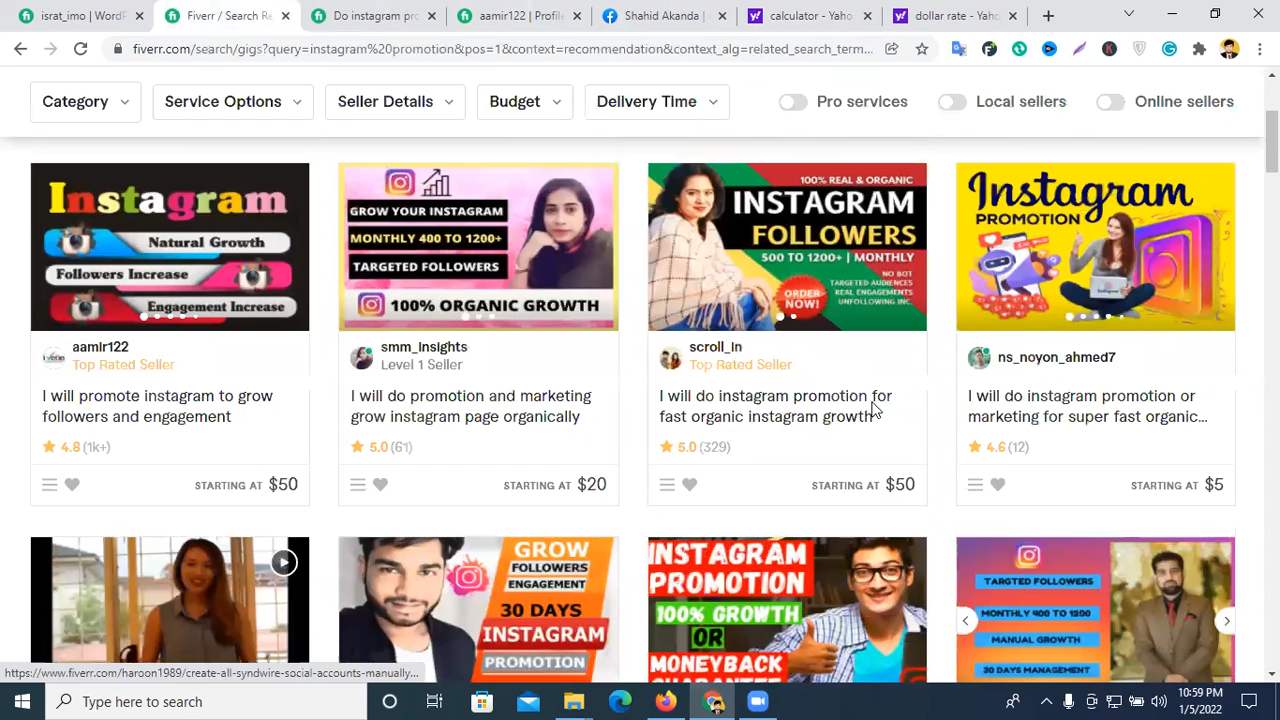 israt_imo | WordP
Fiverr / Search Re
Do instagram pro
aamir122 | Profile
Shahid Akanda |
calculator - Yaho
dollar rate - Yaho
fiverr.com/search/gigs?query=instagram%20promotion&pos=1&context=recommendation&context_alg=related_search_term...
Category
Service Options
Seller Details
Budget
Delivery Time
Pro services
Local sellers
Online sellers
Instagram
Natural Growth
Followers Increase
Engagement Increase
aamir122
Top Rated Seller
I will promote instagram to grow
followers and engagement
4.8 (1k+)
STARTING AT $50
GROW YOUR INSTAGRAM
MONTHLY 400 TO 1200+
TARGETED FOLLOWERS
100% ORGANIC GROWTH
smm_insights
Level 1 Seller
I will do promotion and marketing
grow instagram page organically
5.0 (61)
STARTING AT $20
100% REAL & ORGANIC
INSTAGRAM
FOLLOWERS
500 TO 1200+ | MONTHLY
NO BOT
TARGETED AUDIENCES
REAL ENGAGEMENTS
UNFOLLOWING INC.
ORDER
NOW!
scroll_in
Top Rated Seller
I will do instagram promotion for
fast organic instagram growth
5.0 (329)
STARTING AT $50
Instagram
PROMOTION
ns_noyon_ahmed7
I will do instagram promotion or
marketing for super fast organic...
4.6 (12)
STARTING AT $5
GROW
FOLLOWERS
ENGAGEMENT
30 DAYS
INSTAGRAM
PROMOTION
INSTAGRAM
PROMOTION
100% GROWTH
OR
MONEYBACK
TARGTED FOLLOWERS
MONTHLY 400 TO 1200
MANUAL GROWTH
30 DAYS MANAGEMENT
https://www.fiverr.com/haroon1989/create-all-syndwire-social-accounts-manually...
Type here to search
10:59 PM
1/5/2022